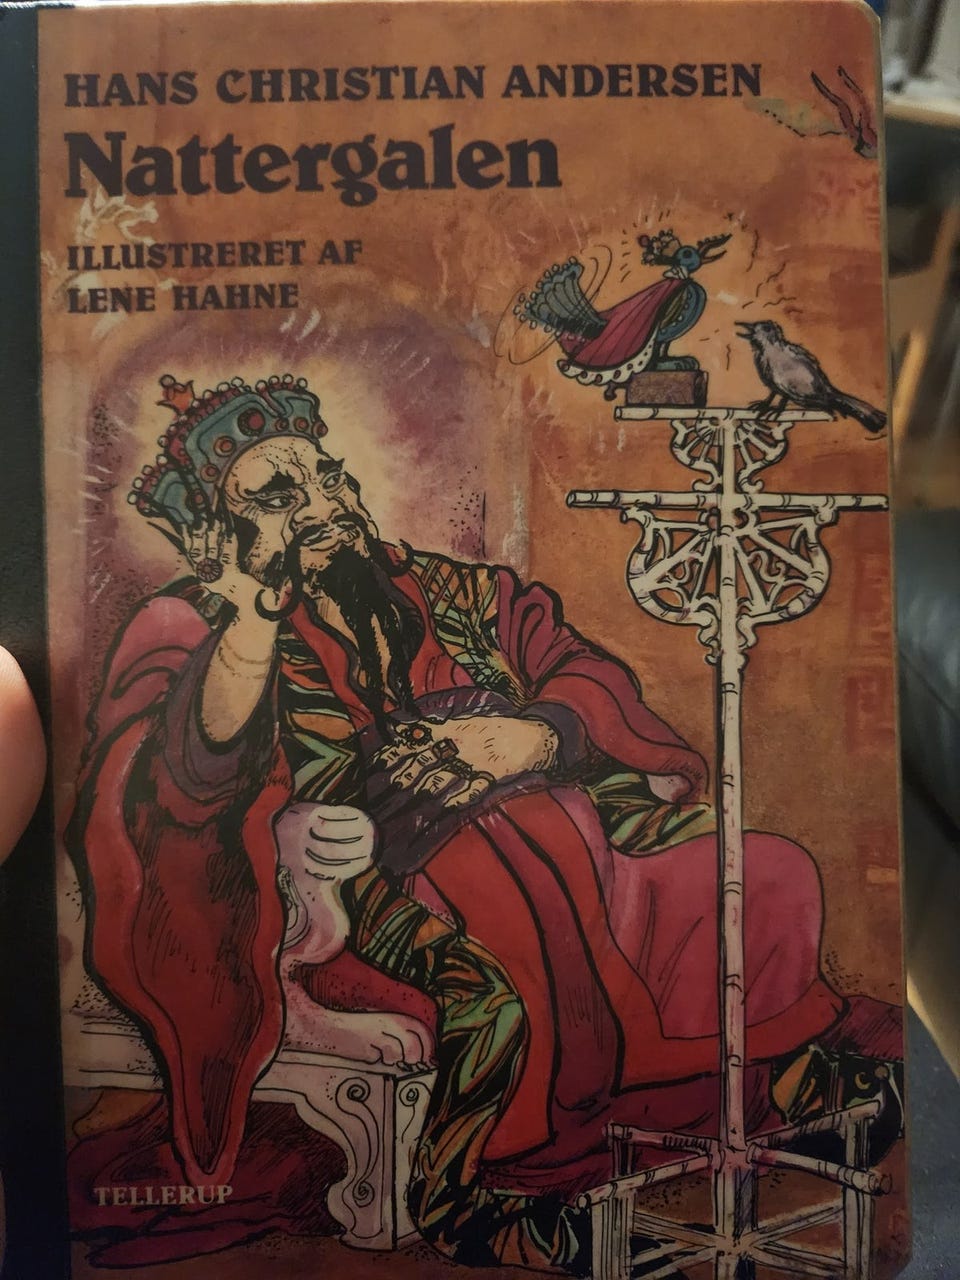 HANS CHRISTIAN ANDERSEN
Nattergalen
ILLUSTRERET AF
LENE HAHNE
TELLERUP